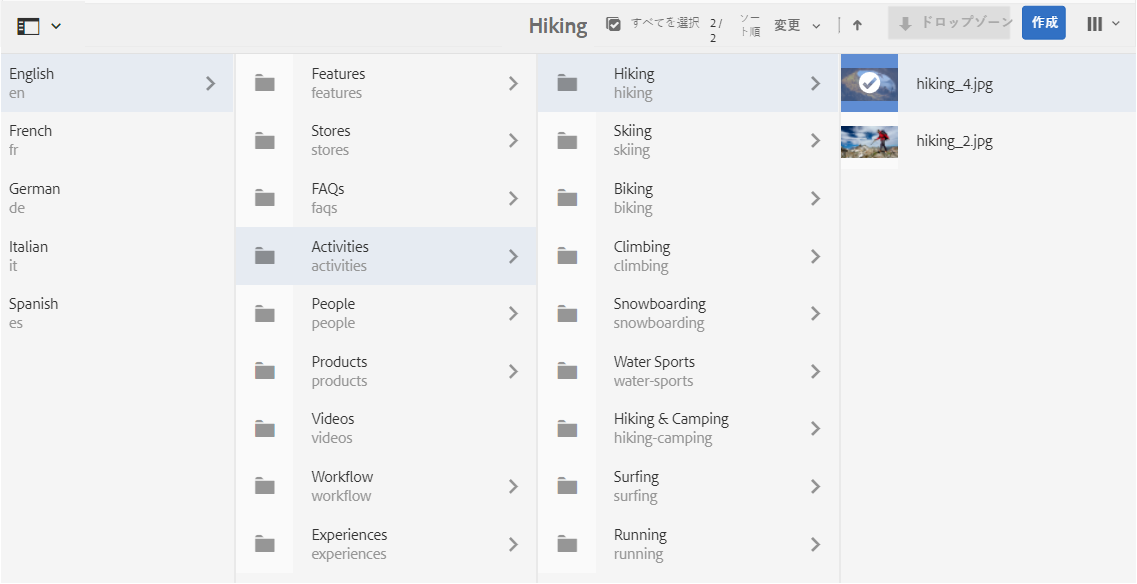 Hiking
すべてを選択
2 /
2
ソー
ト順
変更
ドロップゾーン
作成
English
en
French
fr
German
de
Italian
it
Spanish
es
Features
features
Stores
stores
FAQs
faqs
Activities
activities
People
people
Products
products
Videos
videos
Workflow
workflow
Experiences
experiences
Hiking
hiking
Skiing
skiing
Biking
biking
Climbing
climbing
Snowboarding
snowboarding
Water Sports
water-sports
Hiking & Camping
hiking-camping
Surfing
surfing
Running
running
hiking_4.jpg
hiking_2.jpg